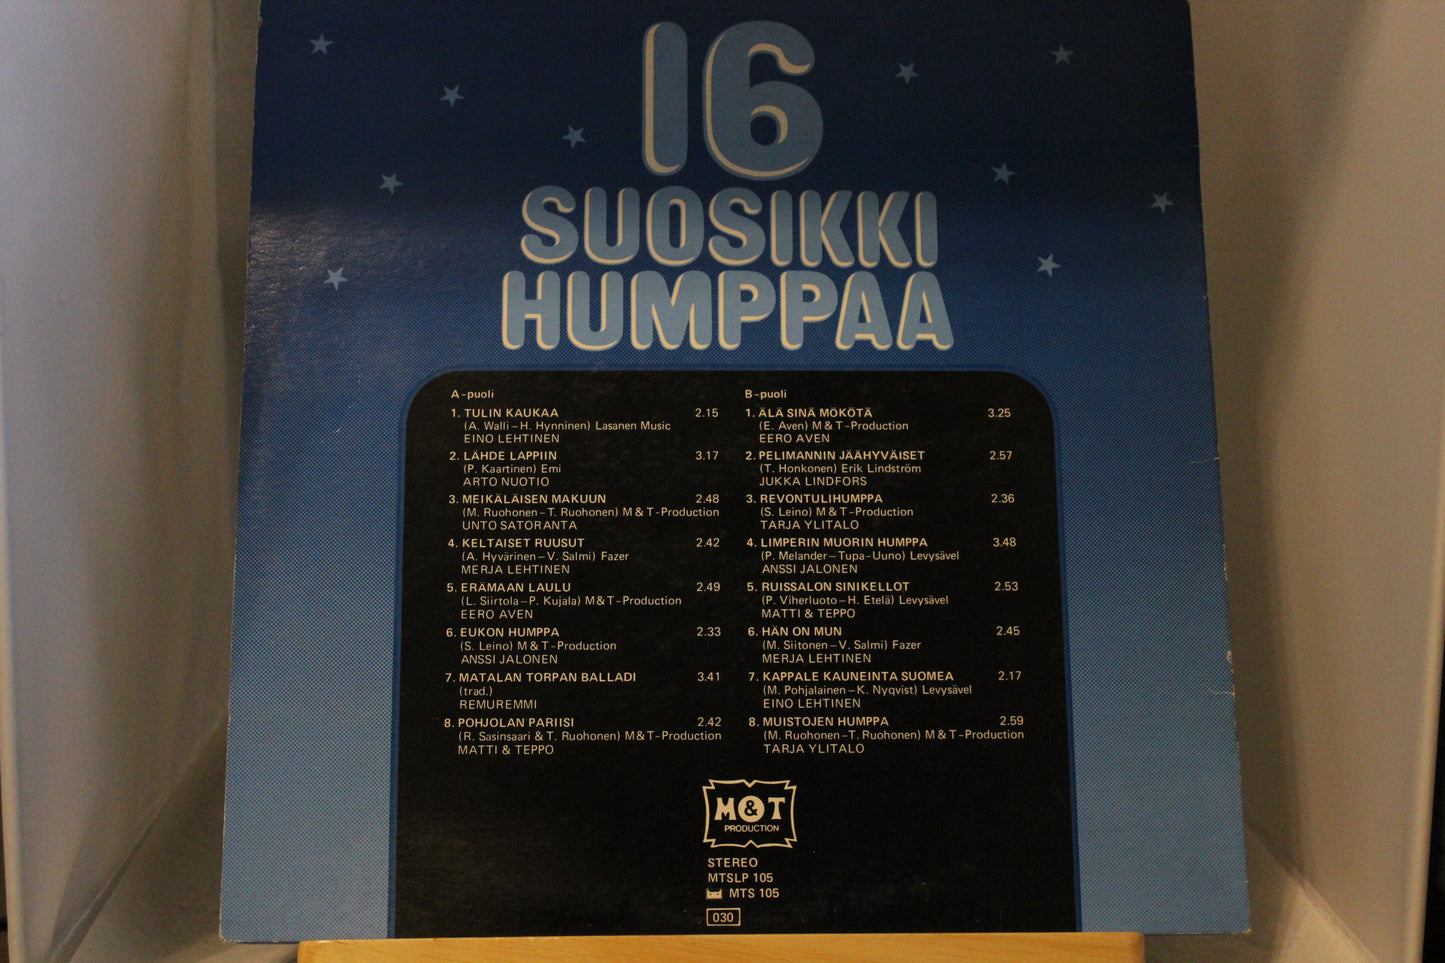 16
SUOSIKKI
HUMPPAA
A-puoli
1. TULIN KAUKAA 2.15
(A. Walli – H. Hynninen) Lasanen Music
EINO LEHTINEN
2. LÄHDE LAPPIIN 3.17
(P. Kaartinen) Emi
ARTO NUOTIO
3. MEIKÄLÄISEN MAKUUN 2.48
(M. Ruohonen – T. Ruohonen) M & T - Production
UNTO SATORANTA
4. KELTAISET RUUSUT 2.42
(A. Hyvärinen – V. Salmi) Fazer
MERJA LEHTINEN
5. ERÄMAAN LAULU 2.49
(L. Siirtola – P. Kujala) M & T - Production
EERO AVEN
6. EUKON HUMPPA 2.33
(S. Leino) M & T - Production
ANSSI JALONEN
7. MATALAN TORPAN BALLADI 3.41
(trad.)
REMUREMMI
8. POHJOLAN PARIISI 2.42
(R. Sasinsaari & T. Ruohonen) M & T - Production
MATTI & TEPPO
B-puoli
1. ÄLÄ SINÄ MÖKÖTÄ 3.25
(E. Aven) M & T - Production
EERO AVEN
2. PELIMANNIN JÄÄHYVÄISET 2.57
(T. Honkonen) Erik Lindström
JUKKA LINDFORS
3. REVONTULIHUMPPA 2.36
(S. Leino) M & T - Production
TARJA YLITALO
4. LIMPERIN MUORIN HUMPPA 3.48
(P. Melander – Tupa-Uuno) Levysävel
ANSSI JALONEN
5. RUISSALON SINIKELLOT 2.53
(P. Viherluoto – H. Etelä) Levysävel
MATTI & TEPPO
6. HÄN ON MUN 2.45
(M. Siitonen – V. Salmi) Fazer
MERJA LEHTINEN
7. KAPPALE KAUNEINTA SUOMEA 2.17
(M. Pohjalainen – K. Nyqvist) Levysävel
EINO LEHTINEN
8. MUISTOJEN HUMPPA 2.59
(M. Ruohonen – T. Ruohonen) M & T - Production
TARJA YLITALO
M&T
PRODUCTION
STEREO
MTSLP 105
MTS 105
030